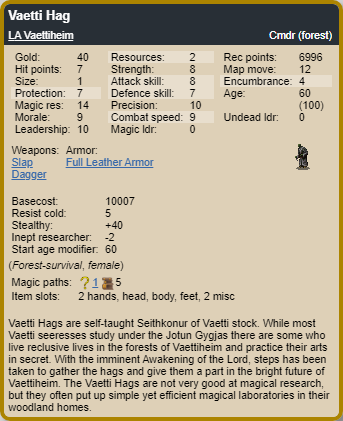 Vaetti Hag
LA Vaettiheim Cmdr (forest)
Gold: 40 Resources: 2 Rec points: 6996
Hit points: 7 Strength: 8 Map move: 12
Size: 1 Attack skill: 8 Encumbrance: 4
Protection: 7 Defence skill: 7 Age: 60
Magic res: 14 Precision: 10 (100)
Morale: 9 Combat speed: 9 Undead ldr: 0
Leadership: 10 Magic ldr: 0
Weapons: Armor:
Slap Full Leather Armor
Dagger
Basecost: 10007
Resist cold: 5
Stealthy: +40
Inept researcher: -2
Start age modifier: 60
(Forest-survival, female)
Magic paths: ? 1 5
Item slots: 2 hands, head, body, feet, 2 misc
Vaetti Hags are self-taught Seithkonur of Vaetti stock. While most
Vaetti seeresses study under the Jotun Gygjas there are some who
live reclusive lives in the forests of Vaettiheim and practice their arts
in secret. With the imminent Awakening of the Lord, steps has been
taken to gather the hags and give them a part in the bright future of
Vaettiheim. The Vaetti Hags are not very good at magical research,
but they often put up simple yet efficient magical laboratories in their
woodland homes.